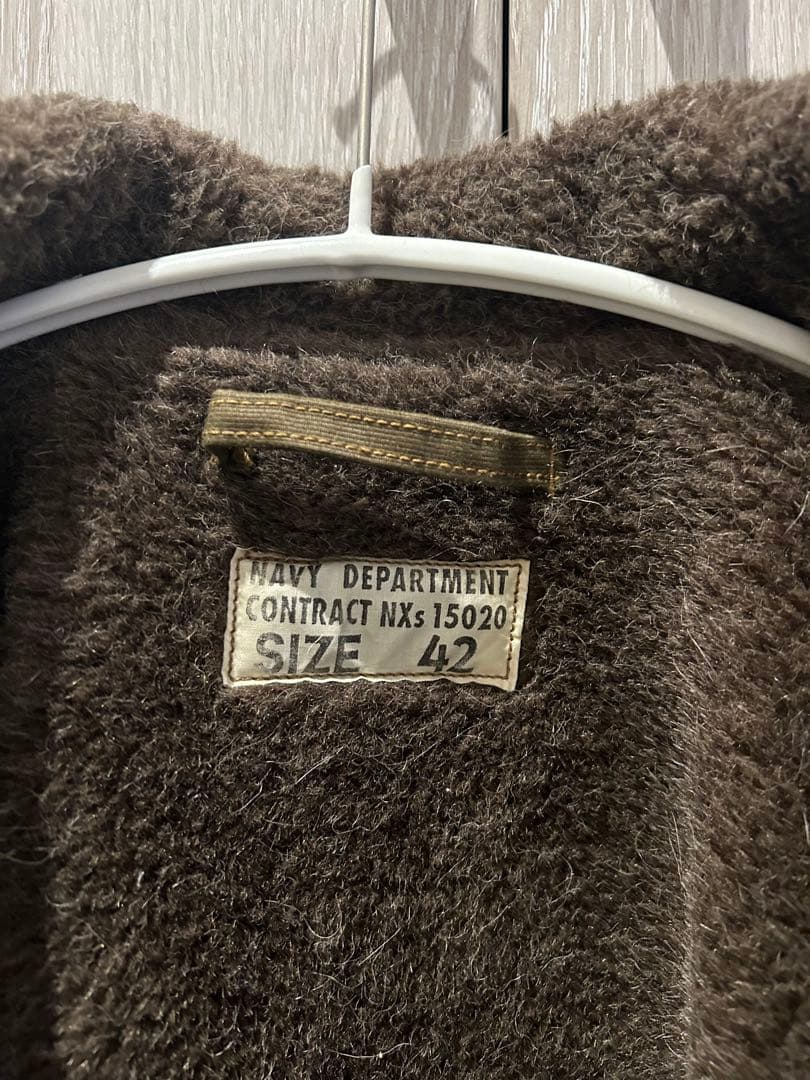 NAVY DEPARTMENT
CONTRACT NXs 15020
SIZE 42